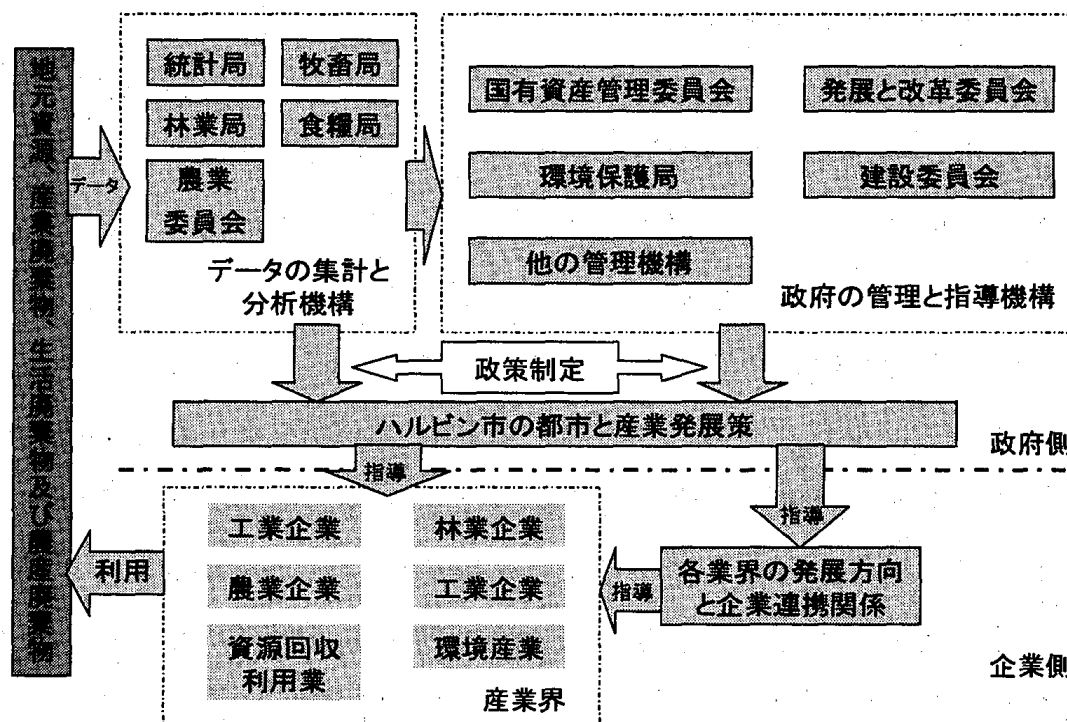 地元資源、産業廃棄物、生活廃棄物及び農産廃棄物
データ
統計局
牧畜局
林業局
食糧局
農業
委員会
データの集計と
分析機構
国有資産管理委員会
発展と改革委員会
環境保護局
建設委員会
他の管理機構
政府の管理と指導機構
政策制定
ハルビン市の都市と産業発展策
政府側
指導
指導
工業企業
林業企業
農業企業
工業企業
資源回収
利用業
環境産業
産業界
利用
指導
各業界の発展方向
と企業連携関係
企業側